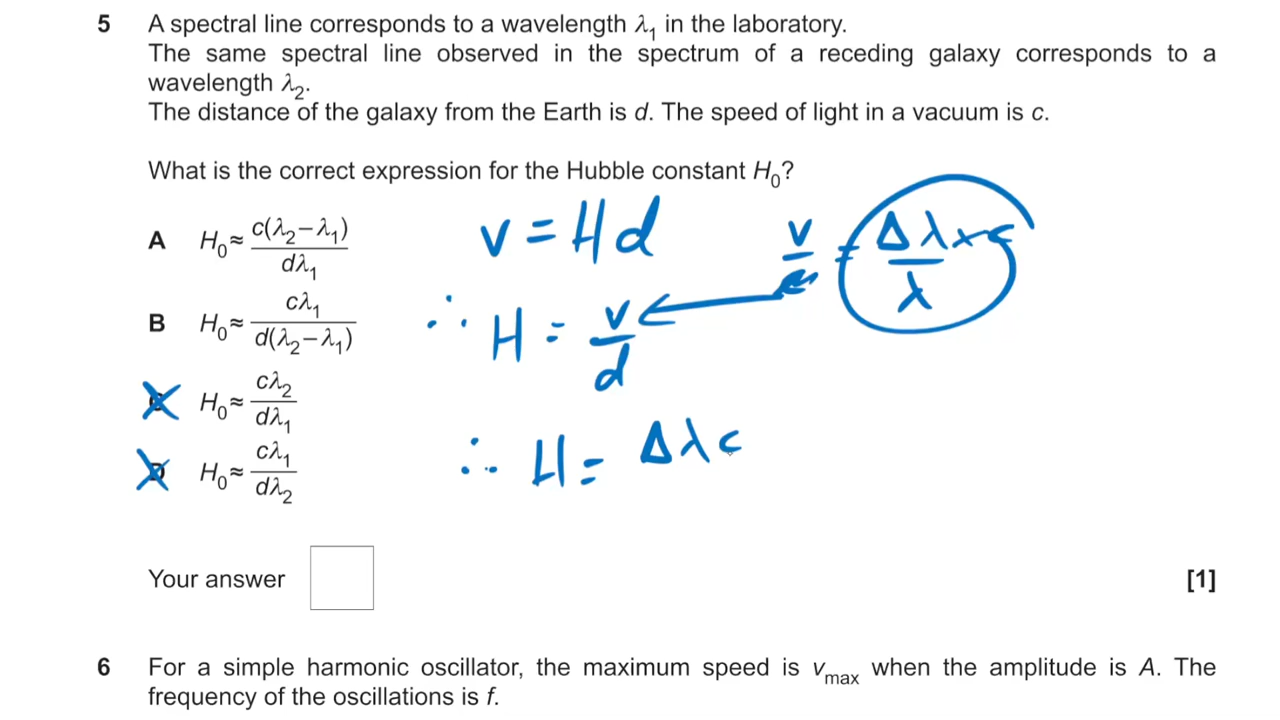 5 A spectral line corresponds to a wavelength λ₁ in the laboratory.
The same spectral line observed in the spectrum of a receding galaxy corresponds to a
wavelength λ₂.
The distance of the galaxy from the Earth is d. The speed of light in a vacuum is c.
What is the correct expression for the Hubble constant H₀?
A H₀ ≈ c(λ₂ − λ₁) / dλ₁
B H₀ ≈ cλ₁ / d(λ₂ − λ₁)
H₀ ≈ cλ₂ / dλ₁
D H₀ ≈ cλ₁ / dλ₂
v = Hd
v / c = Δλ × c / λ
∴ H = v / d
∴ H = Δλc
Your answer
[1]
6 For a simple harmonic oscillator, the maximum speed is v_max when the amplitude is A. The
frequency of the oscillations is f.